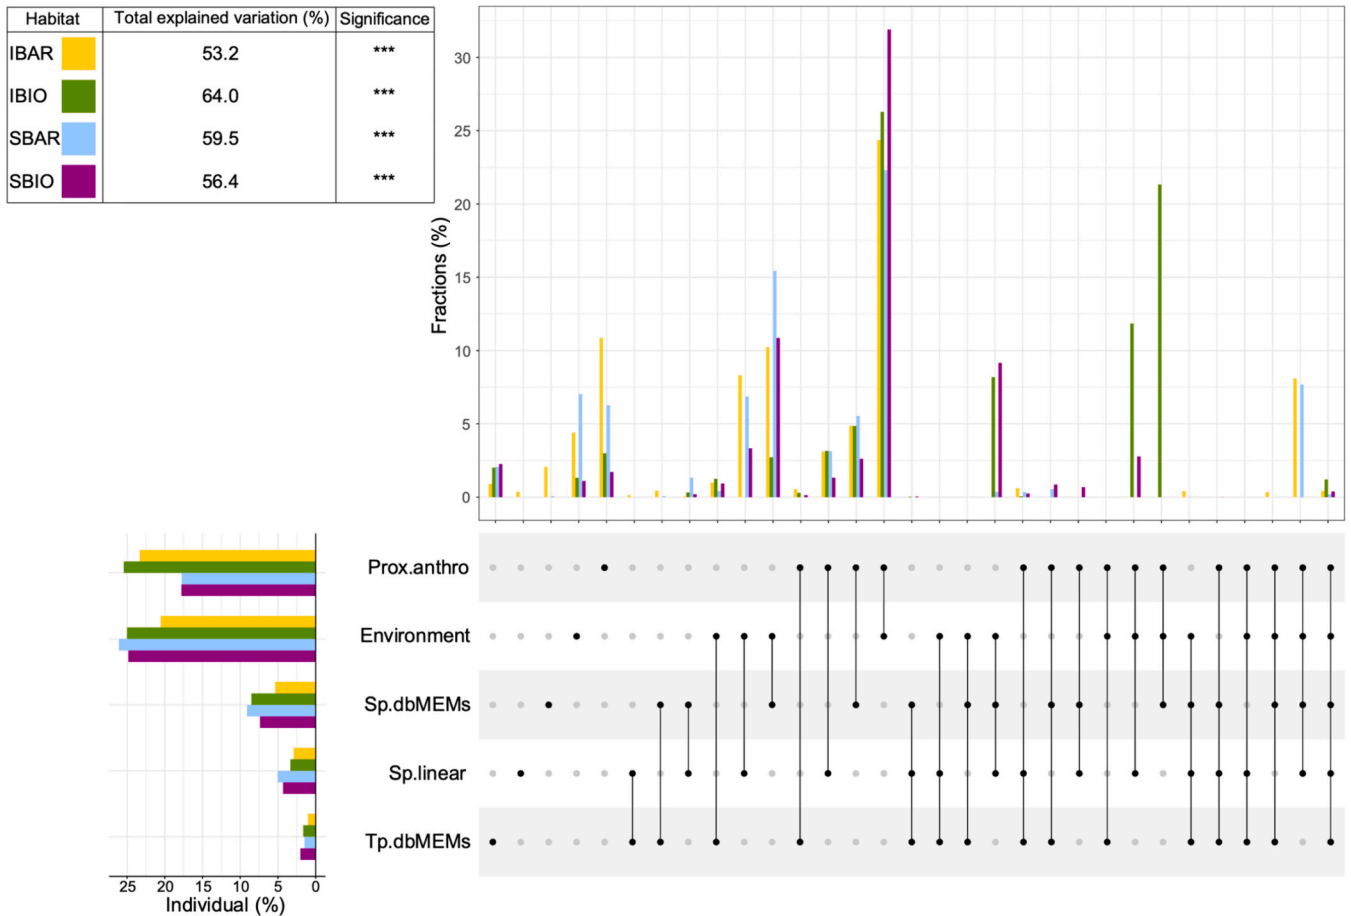 Habitat Total explained variation (%) Significance
IBAR 53.2 ***
IBIO 64.0 ***
SBAR 59.5 ***
SBIO 56.4 ***
Fractions (%)
30
25
20
15
10
5
0
Prox.anthro
Environment
Sp.dbMEMs
Sp.linear
Tp.dbMEMs
25 20 15 10 5 0
Individual (%)